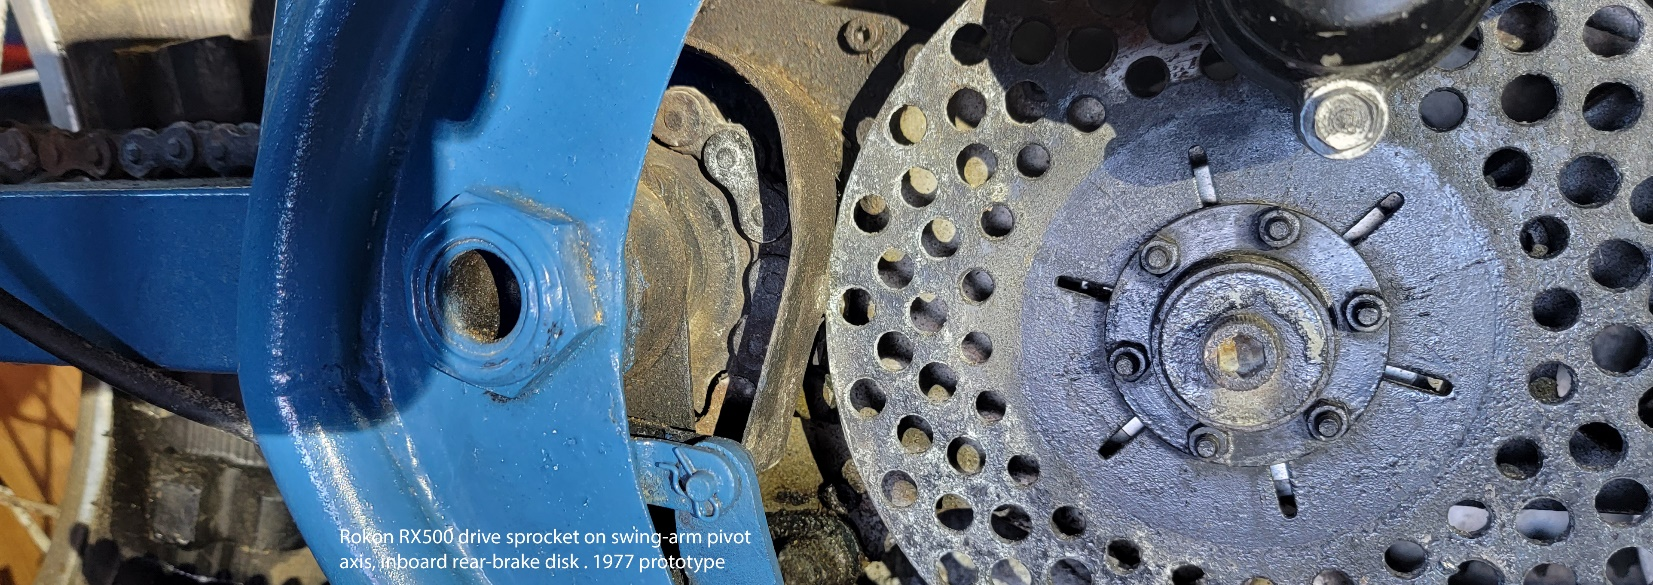 Rokon RX500 drive sprocket on swing-arm pivot
axis, inboard rear-brake disk . 1977 prototype